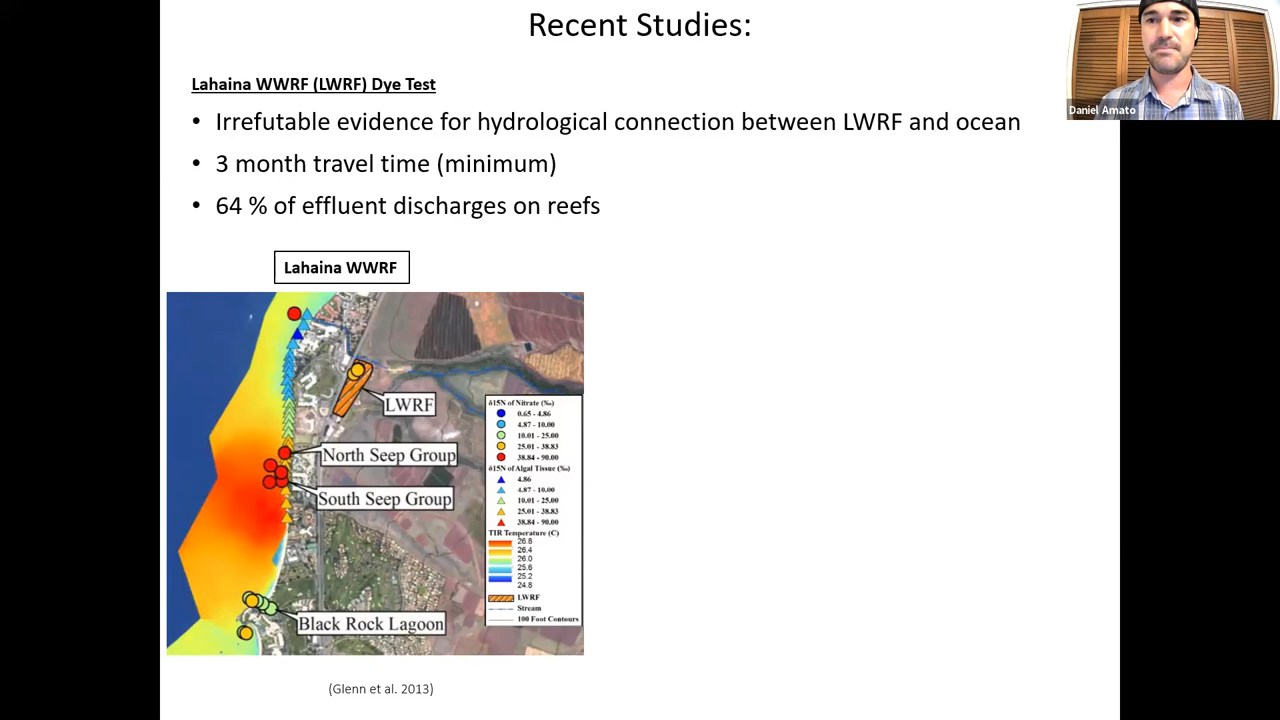 Recent Studies:
Daniel Amato
Lahaina WWRF (LWRF) Dye Test
• Irrefutable evidence for hydrological connection between LWRF and ocean
• 3 month travel time (minimum)
• 64 % of effluent discharges on reefs
Lahaina WWRF
LWRF
North Seep Group
South Seep Group
Black Rock Lagoon
δ15N of Nitrate (‰)
0.65 - 4.86
4.87 - 10.00
10.01 - 25.00
25.01 - 38.83
38.84 - 90.00
δ15N of Algal Tissue (‰)
4.86
4.87 - 10.00
10.01 - 25.00
25.01 - 38.83
38.84 - 90.00
TIR Temperature (C)
26.8
26.4
26.0
25.6
25.2
24.8
LWRF
Stream
100 Foot Contours
(Glenn et al. 2013)